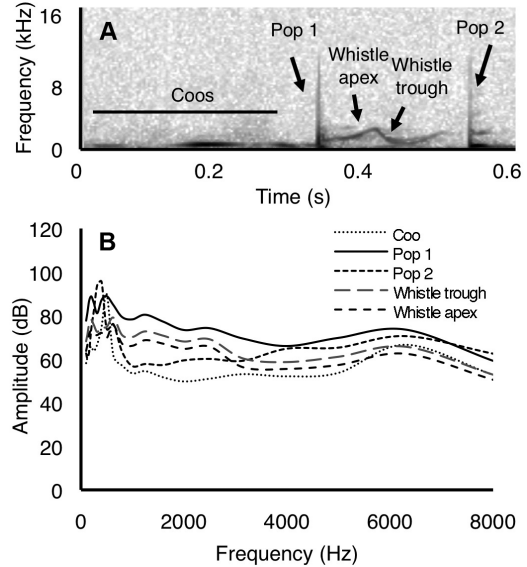 A
Frequency (kHz)
16
8
0
Pop 1
Pop 2
Whistle
apex
Whistle
trough
Coos
0
0.2
0.4
0.6
Time (s)
B
Amplitude (dB)
120
100
80
60
40
20
0
Coo
Pop 1
Pop 2
Whistle trough
Whistle apex
0
2000
4000
6000
8000
Frequency (Hz)